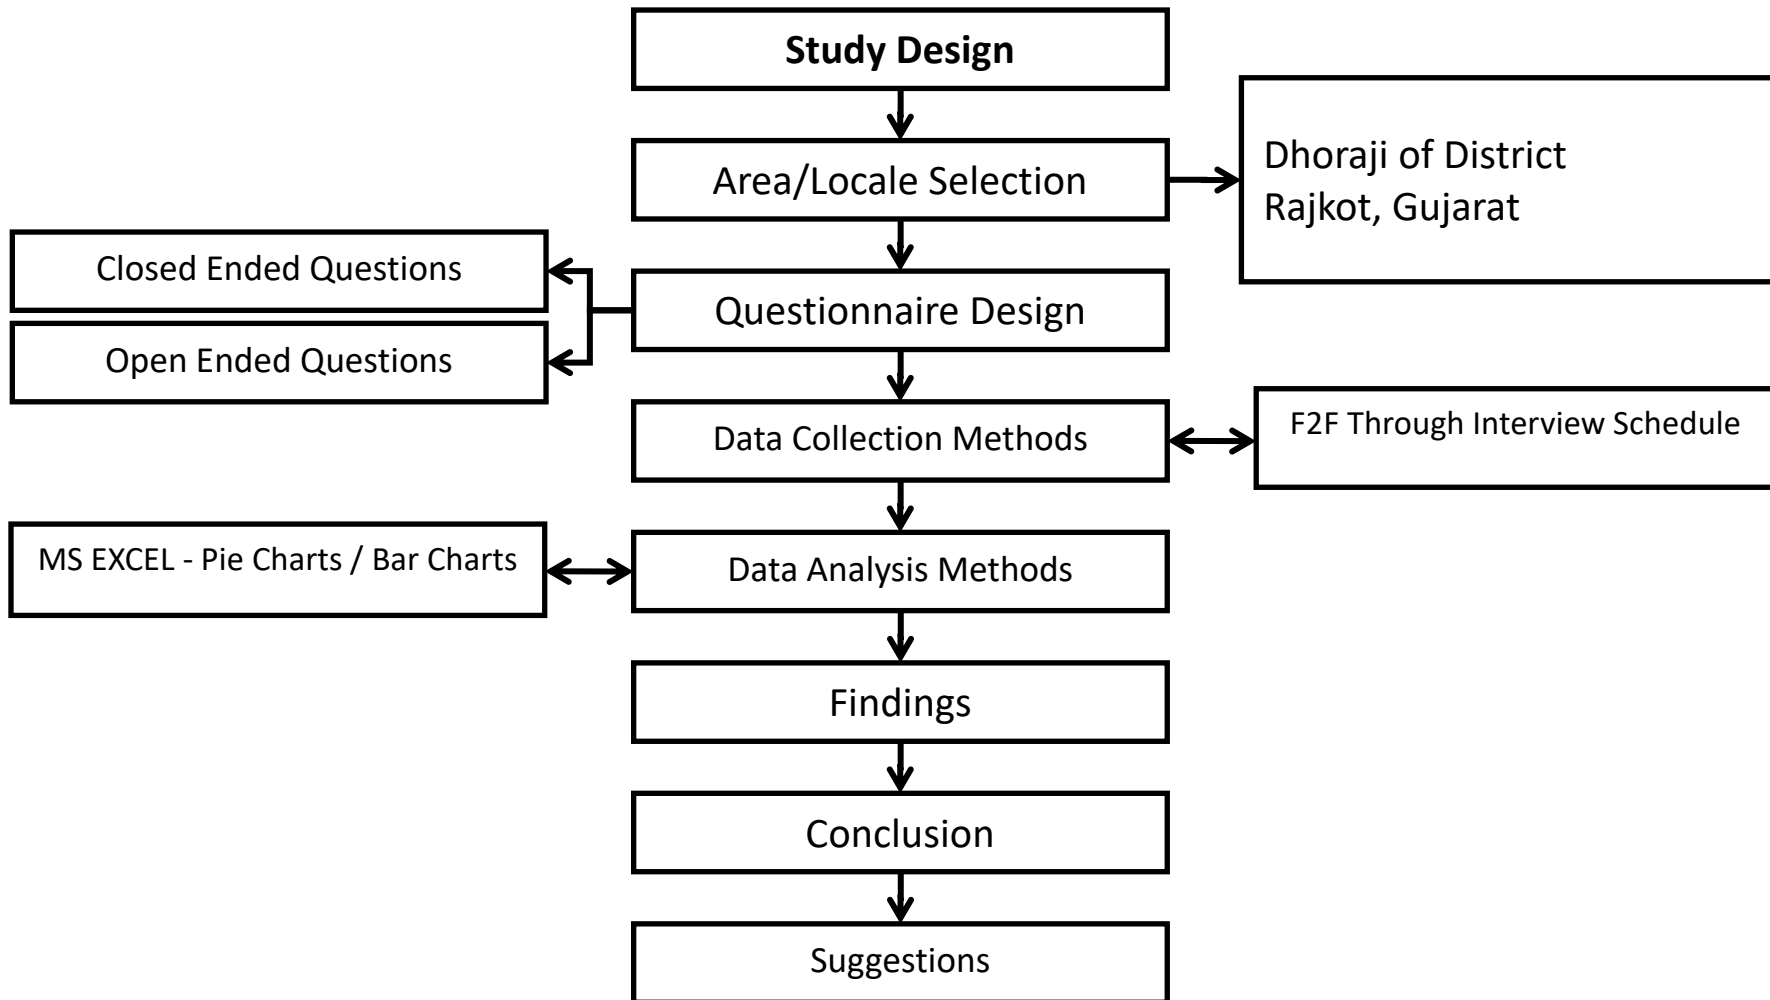 Study Design
Area/Locale Selection
Dhoraji of District
Rajkot, Gujarat
Closed Ended Questions
Questionnaire Design
Open Ended Questions
Data Collection Methods
F2F Through Interview Schedule
MS EXCEL - Pie Charts / Bar Charts
Data Analysis Methods
Findings
Conclusion
Suggestions